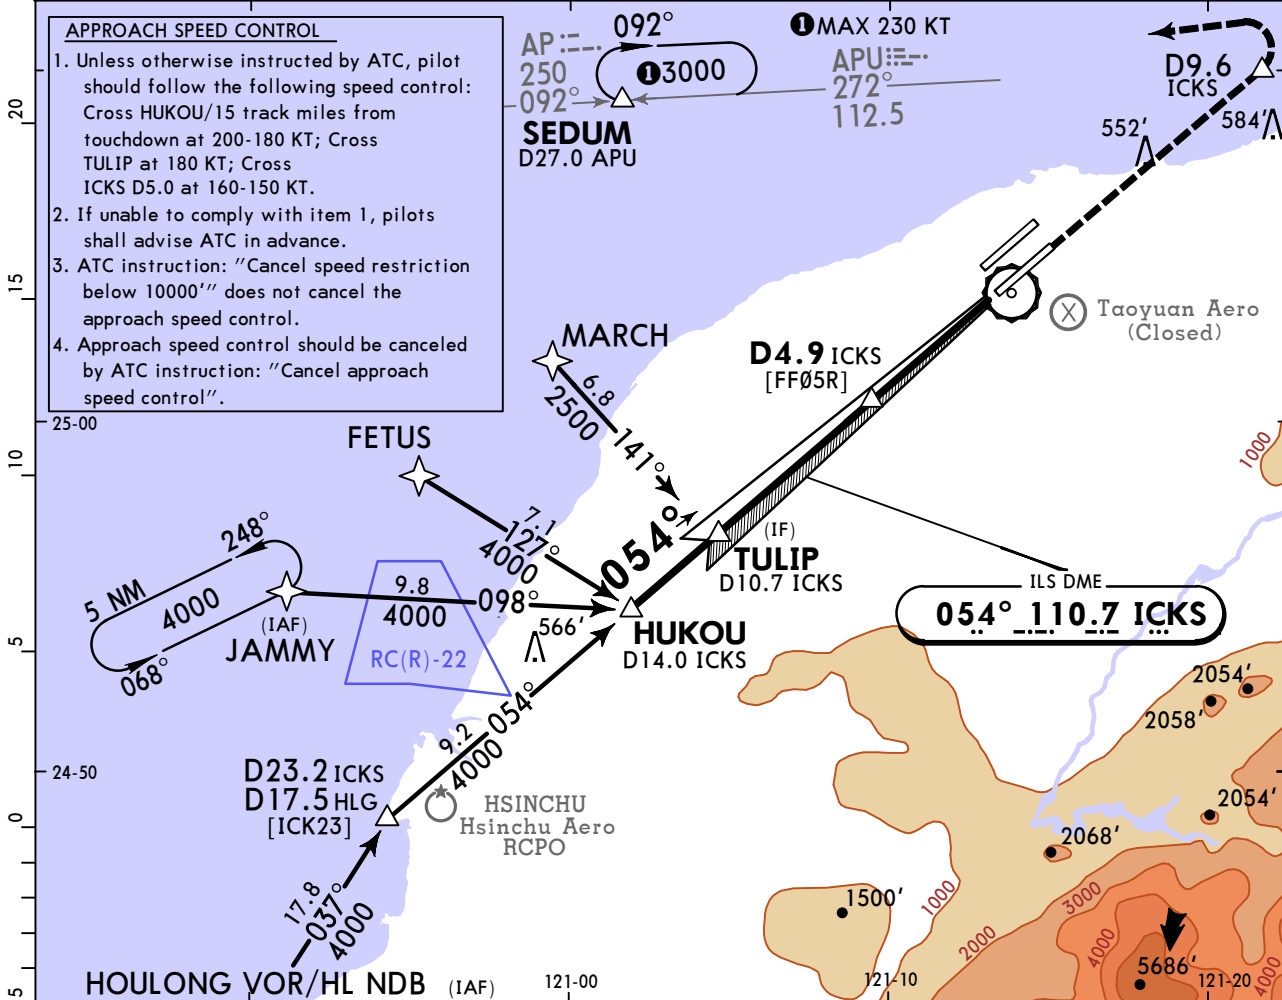 APPROACH SPEED CONTROL
1. Unless otherwise instructed by ATC, pilot
should follow the following speed control:
Cross HUKOU/15 track miles from
touchdown at 200-180 KT; Cross
TULIP at 180 KT; Cross
ICKS D5.0 at 160-150 KT.
2. If unable to comply with item 1, pilots
shall advise ATC in advance.
3. ATC instruction: "Cancel speed restriction
below 10000'" does not cancel the
approach speed control.
4. Approach speed control should be canceled
by ATC instruction: "Cancel approach
speed control".
AP
250
092°
092°
1 3000
SEDUM
D27.0 APU
1 MAX 230 KT
APU
272°
112.5
D9.6
ICKS
552'
584'
Taoyuan Aero
(Closed)
MARCH
6.8
2500
141°
D4.9 ICKS
[FFØ5R]
FETUS
7.1
127°
4000
054°
(IF)
TULIP
D10.7 ICKS
ILS DME
054° 110.7 ICKS
248°
5 NM
4000
068°
(IAF)
JAMMY
9.8
4000
098°
RC(R)-22
566'
HUKOU
D14.0 ICKS
9.2
054°
4000
D23.2 ICKS
D17.5 HLG
[ICK23]
HSINCHU
Hsinchu Aero
RCPO
17.8
037°
4000
HOULONG VOR/HL NDB (IAF)
1000
2054'
2058'
2054'
2068'
1500'
1000
2000
3000
4000
5686'
4000
20
15
25-00
10
5
24-50
0
5
121-00
121-10
121-20